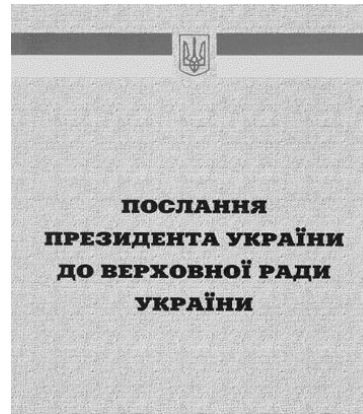 ПОСЛАННЯ
ПРЕЗИДЕНТА УКРАЇНИ
ДО ВЕРХОВНОЇ РАДИ
УКРАЇНИ